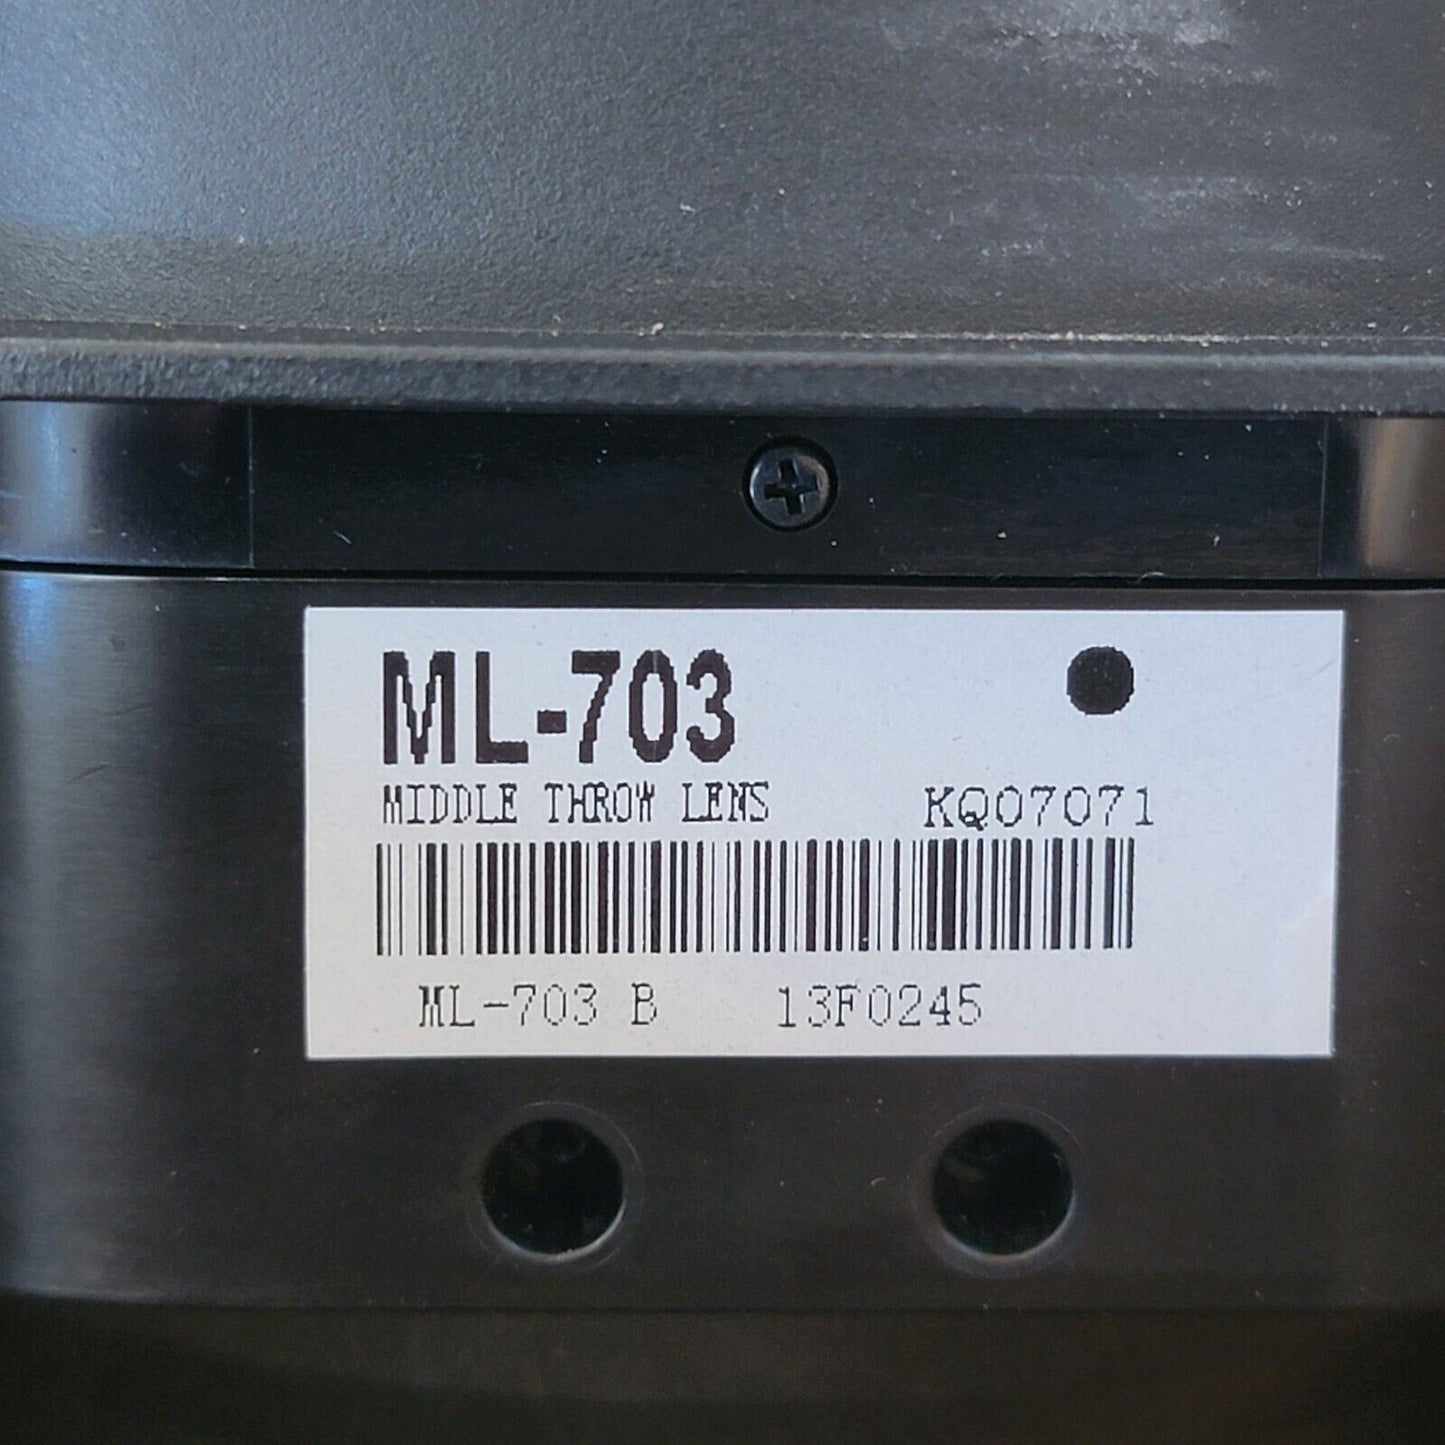 ML-703
MIDDLE THROW LENS KQ07071
ML-703 B 13F0245